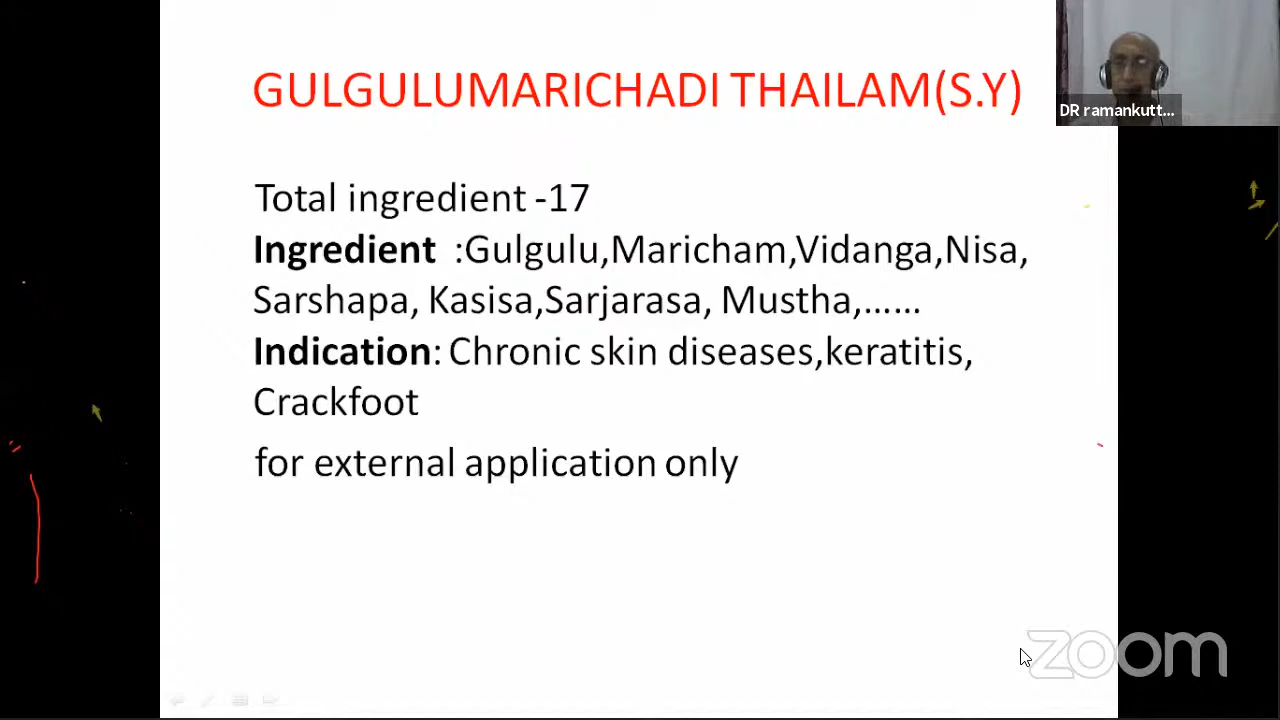 GULGULUMARICHADI THAILAM(S.Y)
DR ramankutt...
Total ingredient -17
Ingredient :Gulgulu,Maricham,Vidanga,Nisa,
Sarshapa, Kasisa,Sarjarasa, Mustha,......
Indication: Chronic skin diseases,keratitis,
Crackfoot
for external application only
zoom